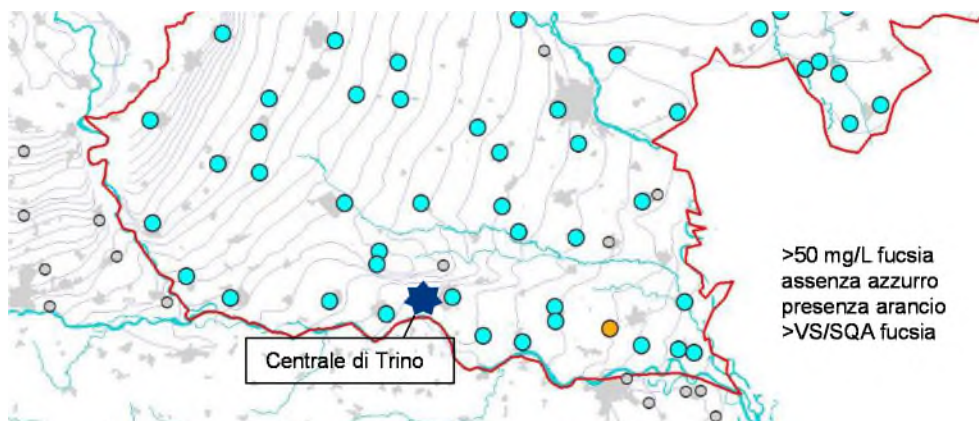 >50 mg/L fucsia
assenza azzurro
presenza arancio
>VS/SQA fucsia
Centrale di Trino